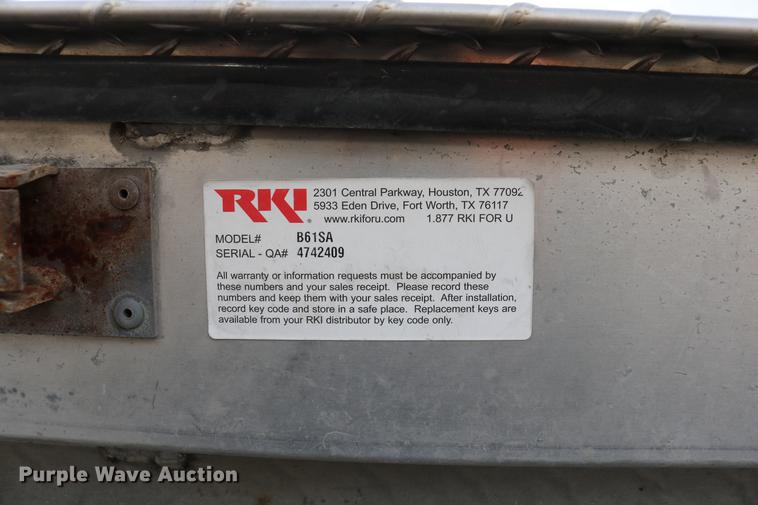 RKI
2301 Central Parkway, Houston, TX 77092
5933 Eden Drive, Fort Worth, TX 76117
www.rkiforu.com 1.877 RKI FOR U
MODEL# B61SA
SERIAL - QA# 4742409
All warranty or information requests must be accompanied by
these numbers and your sales receipt. Please record these
numbers and keep them with your sales receipt. After installation,
record key code and store in a safe place. Replacement keys are
available from your RKI distributor by key code only.
Purple Wave Auction